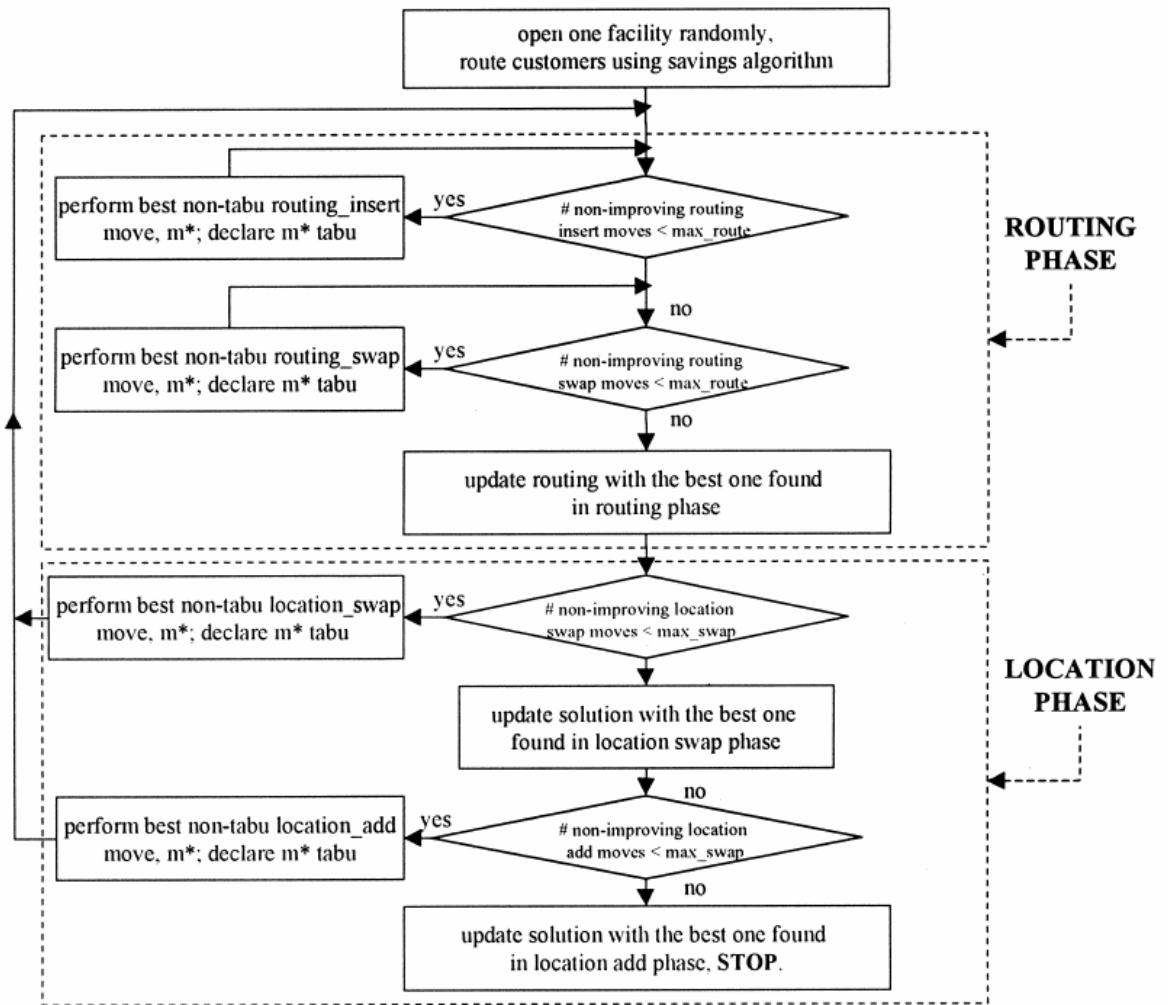 open one facility randomly,
route customers using savings algorithm
perform best non-tabu routing_insert
move, m*; declare m* tabu
yes
# non-improving routing
insert moves < max_route
ROUTING
PHASE
no
perform best non-tabu routing_swap
move, m*; declare m* tabu
yes
# non-improving routing
swap moves < max_route
no
update routing with the best one found
in routing phase
perform best non-tabu location_swap
move, m*; declare m* tabu
yes
# non-improving location
swap moves < max_swap
LOCATION
PHASE
update solution with the best one
found in location swap phase
no
perform best non-tabu location_add
move, m*; declare m* tabu
yes
# non-improving location
add moves < max_swap
no
update solution with the best one found
in location add phase, STOP.